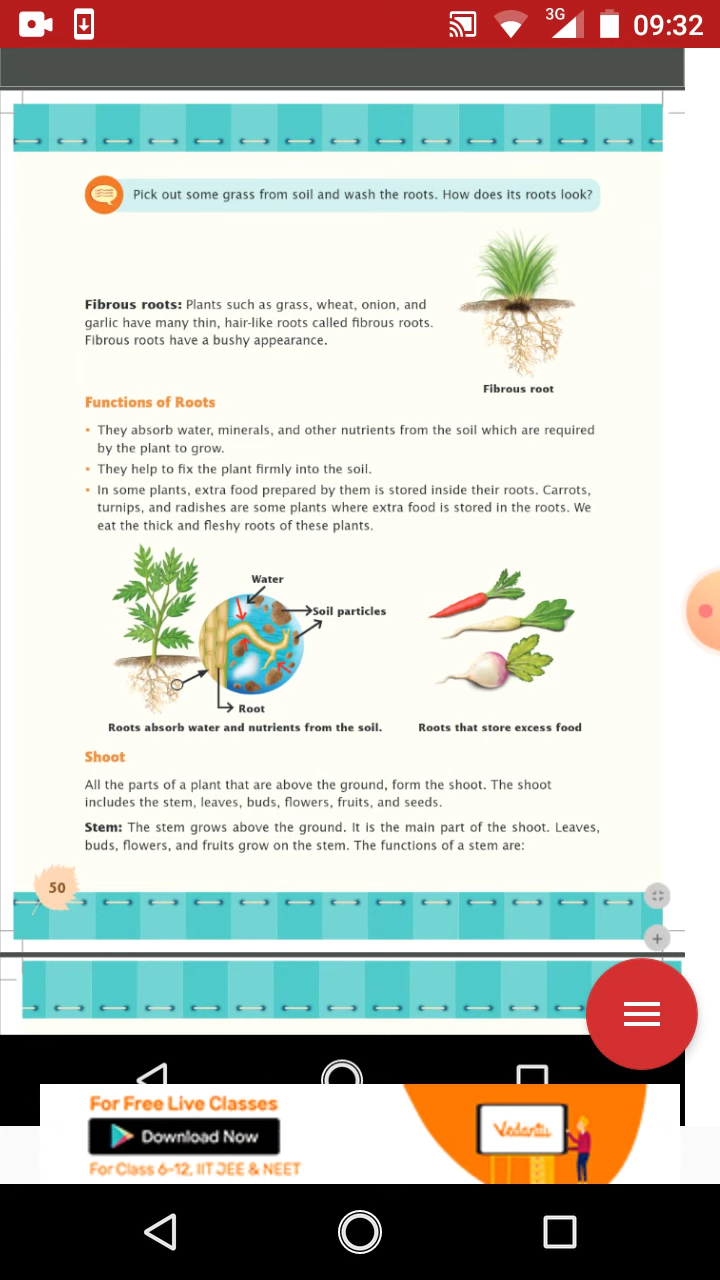 3G
09:32
Pick out some grass from soil and wash the roots. How does its roots look?
Fibrous roots: Plants such as grass, wheat, onion, and
garlic have many thin, hair-like roots called fibrous roots.
Fibrous roots have a bushy appearance.
Fibrous root
Functions of Roots
• They absorb water, minerals, and other nutrients from the soil which are required
by the plant to grow.
• They help to fix the plant firmly into the soil.
• In some plants, extra food prepared by them is stored inside their roots. Carrots,
turnips, and radishes are some plants where extra food is stored in the roots. We
eat the thick and fleshy roots of these plants.
Water
Soil particles
Root
Roots absorb water and nutrients from the soil.
Roots that store excess food
Shoot
All the parts of a plant that are above the ground, form the shoot. The shoot
includes the stem, leaves, buds, flowers, fruits, and seeds.
Stem: The stem grows above the ground. It is the main part of the shoot. Leaves,
buds, flowers, and fruits grow on the stem. The functions of a stem are:
50
For Free Live Classes
Download Now
For Class 6-12, IIT JEE & NEET
Vedantu